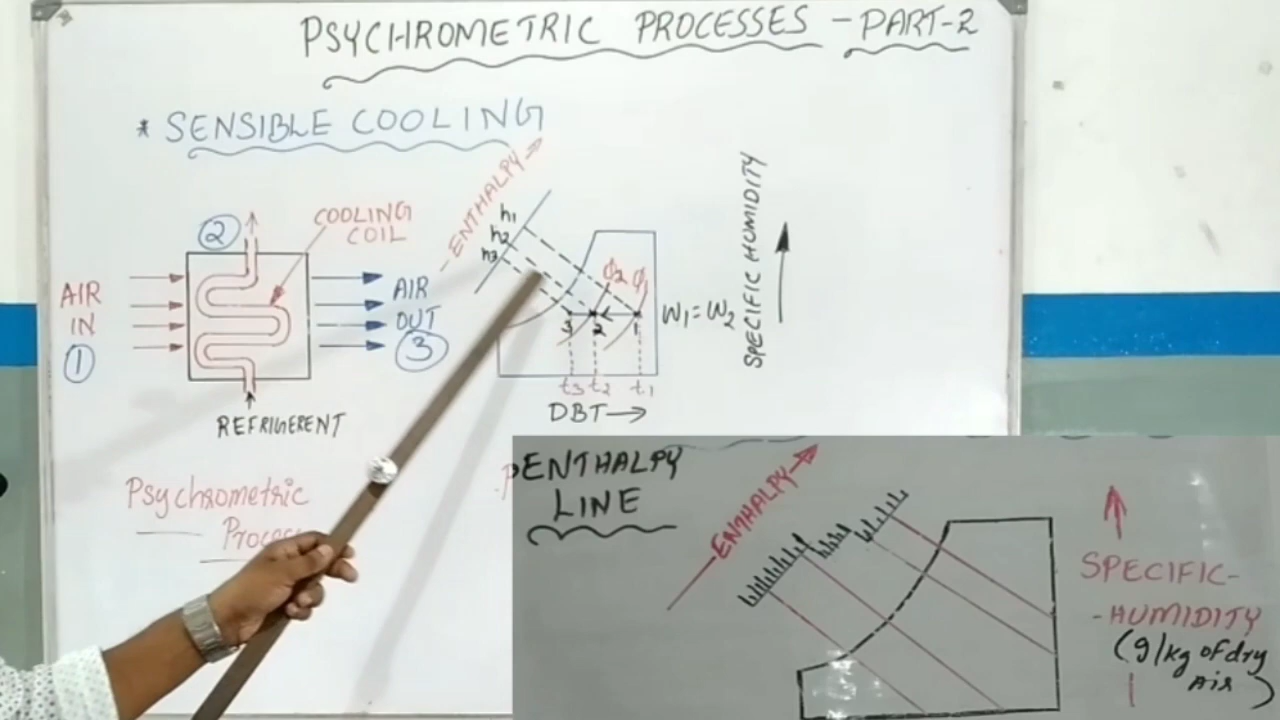 PSYCHROMETRIC PROCESSES - PART-2
* SENSIBLE COOLING
- ENTHALPY
h1
h2
h3
ϕ2 ϕ1
3 2 1
W1 = W2
SPECIFIC HUMIDITY
t3 t2 t1
DBT
2
COOLING
COIL
AIR
IN
1
AIR
OUT
3
REFRIGERENT
Psychrometric
ENTHALPY
LINE
ENTHALPY
SPECIFIC-
-HUMIDITY
(g/kg of dry
Air)